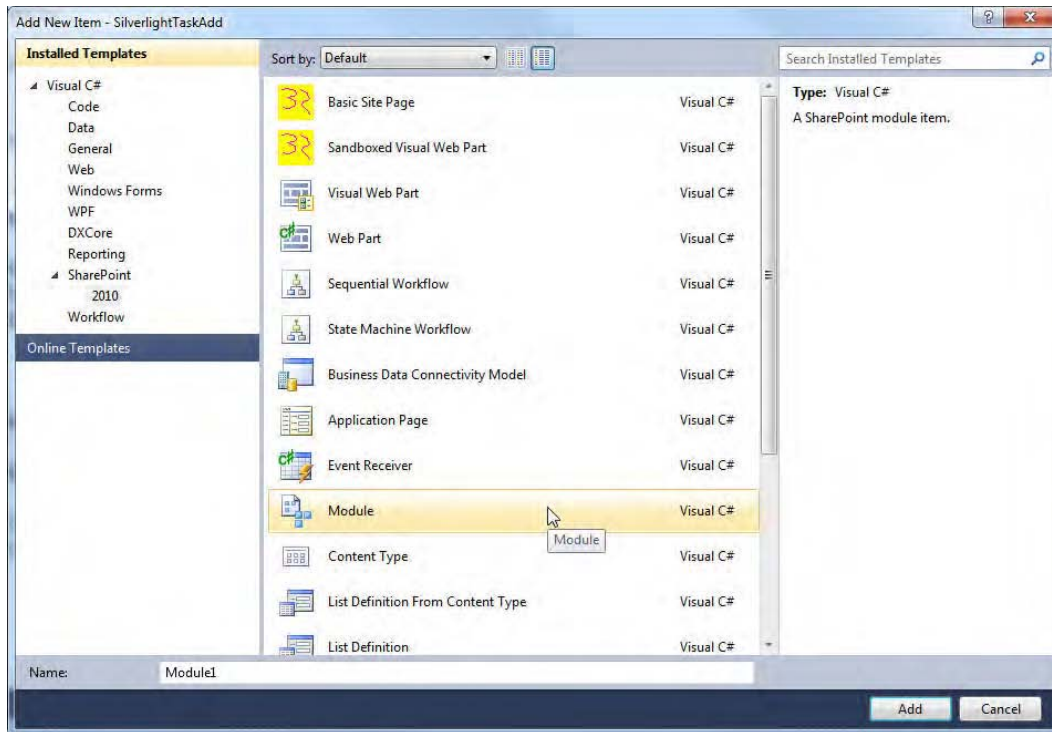 Add New Item - SilverlightTaskAdd
Installed Templates
Visual C#
Code
Data
General
Web
Windows Forms
WPF
DXCore
Reporting
SharePoint
2010
Workflow
Online Templates
Sort by: Default
Basic Site Page Visual C#
Sandboxed Visual Web Part Visual C#
Visual Web Part Visual C#
Web Part Visual C#
Sequential Workflow Visual C#
State Machine Workflow Visual C#
Business Data Connectivity Model Visual C#
Application Page Visual C#
Event Receiver Visual C#
Module Visual C#
Module
Content Type Visual C#
List Definition From Content Type Visual C#
List Definition Visual C#
Search Installed Templates
Type: Visual C#
A SharePoint module item.
Name: Module1
Add Cancel